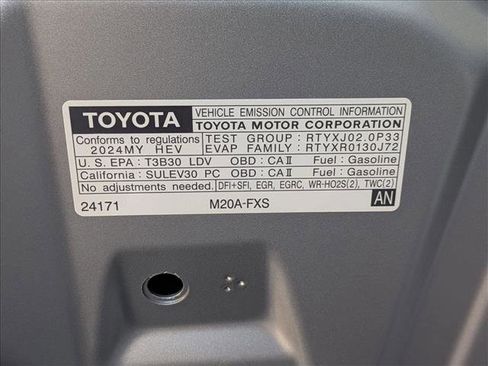 TOYOTA VEHICLE EMISSION CONTROL INFORMATION
TOYOTA MOTOR CORPORATION
Conforms to regulations TEST GROUP : RTYXJ02.0P33
2024MY HEV EVAP FAMILY : RTYXR0130J72
U.S. EPA : T3B30 LDV OBD : CAⅡ Fuel : Gasoline
California : SULEV30 PC OBD : CAⅡ Fuel : Gasoline
No adjustments needed. DFI+SFI, EGR, EGRC, WR-HO2S(2), TWC(2)
24171 M20A-FXS AN